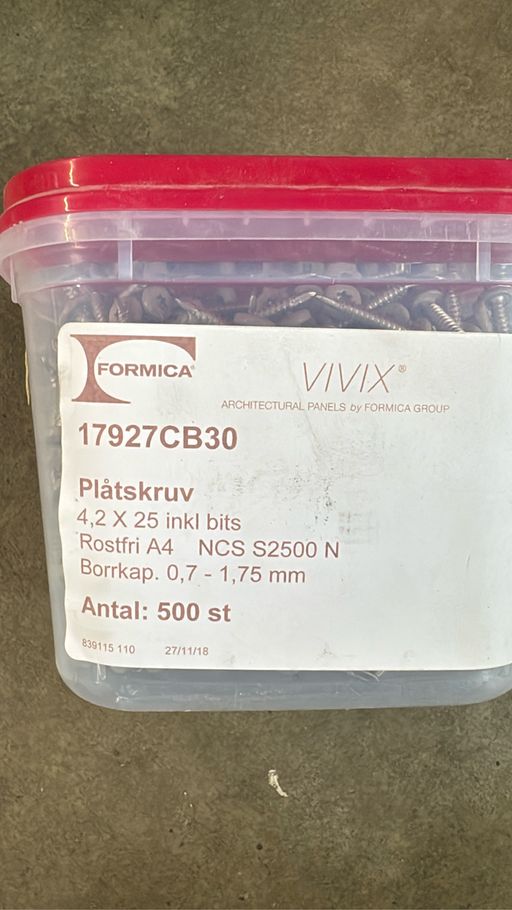 FORMICA®
VIVIX®
ARCHITECTURAL PANELS by FORMICA GROUP
17927CB30
Plåtskruv
4,2 X 25 inkl bits
Rostfri A4 NCS S2500 N
Borrkap. 0,7 - 1,75 mm
Antal: 500 st
839115 110 27/11/18